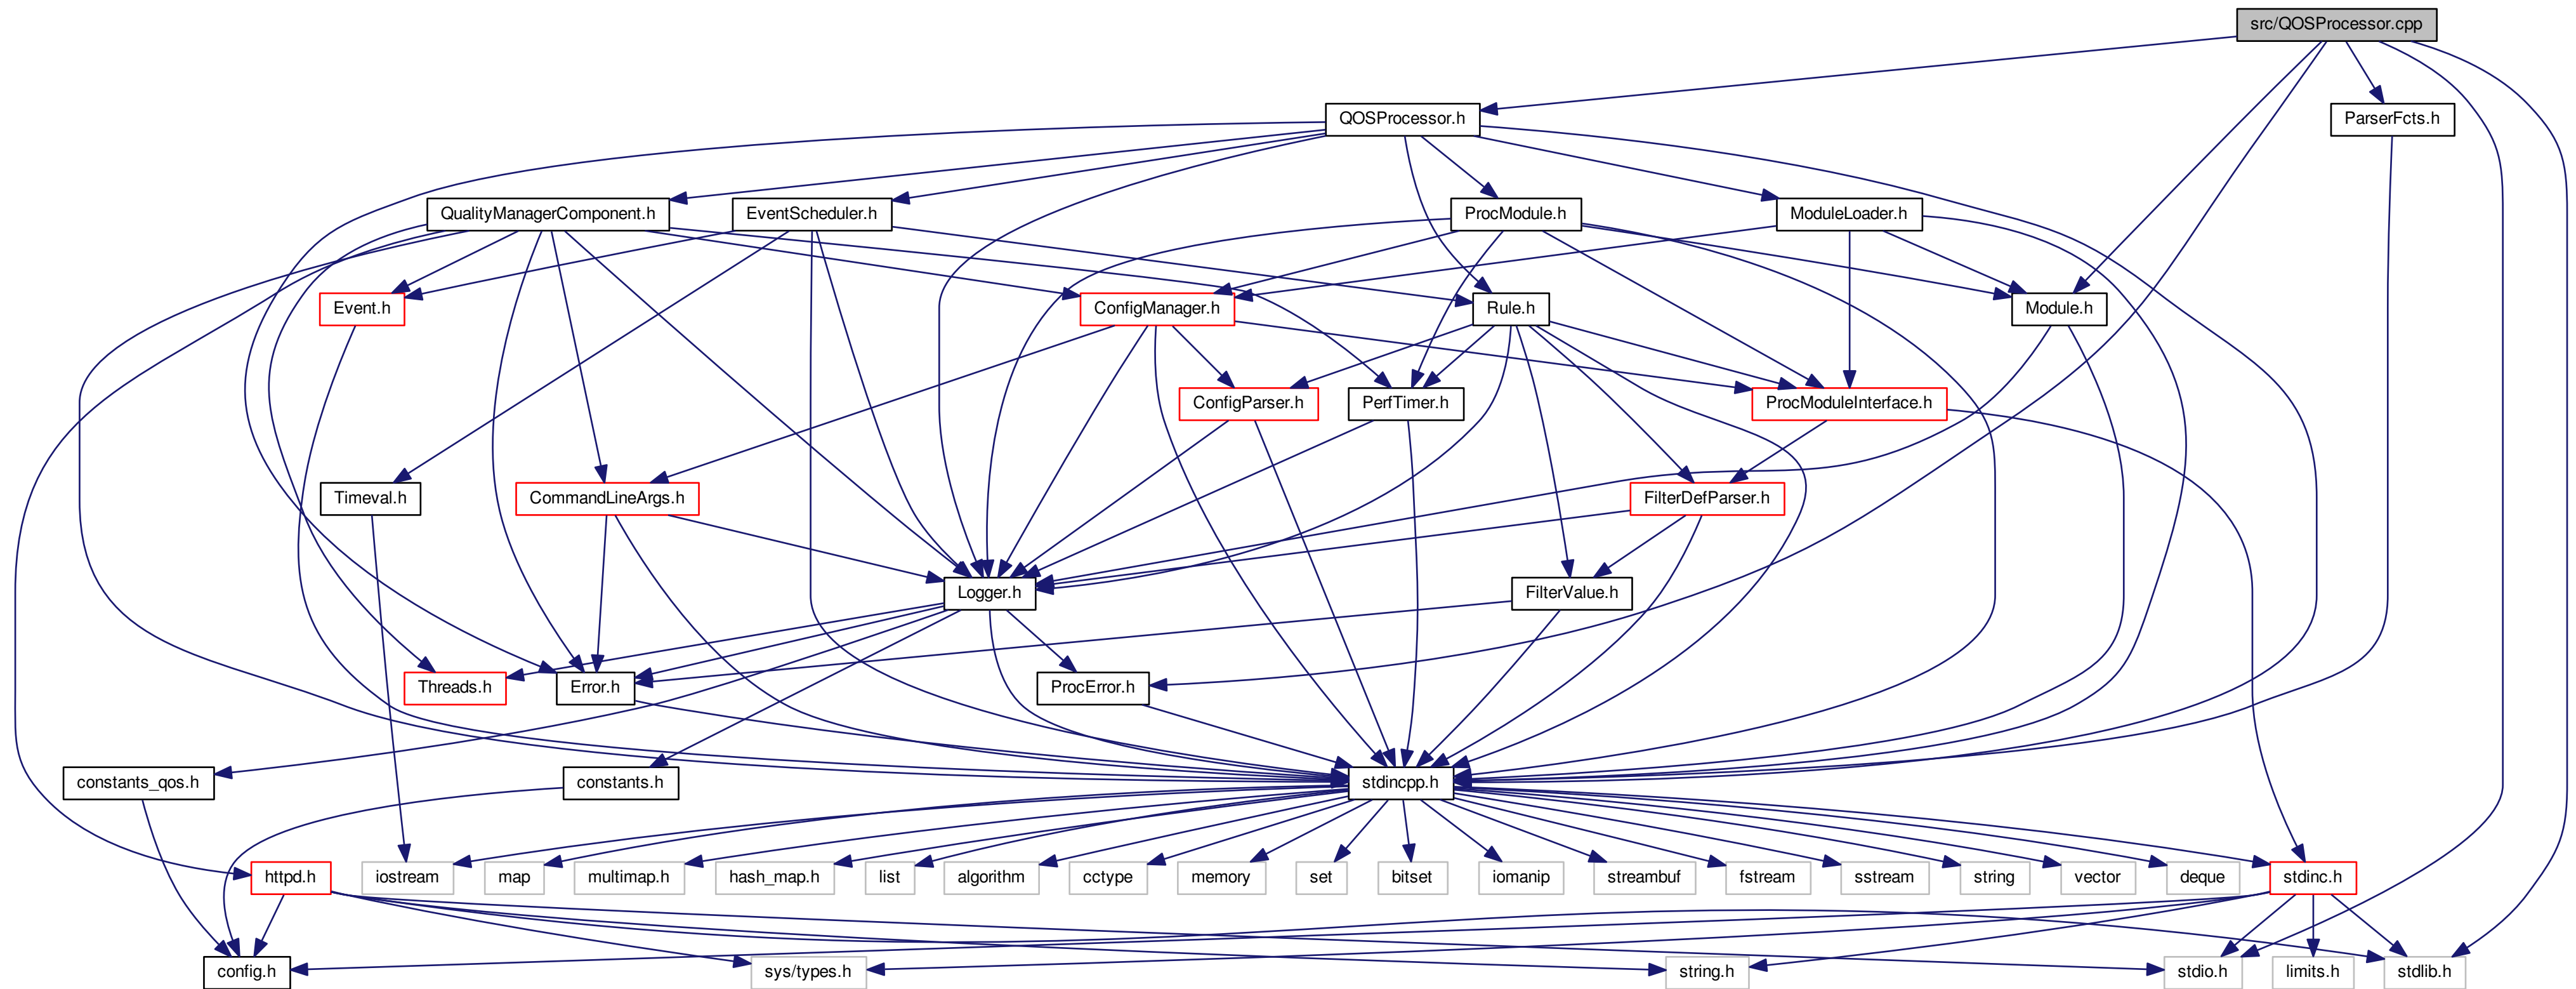 src/QOSProcessor.cpp
QOSProcessor.h
ParserFcts.h
QualityManagerComponent.h
EventScheduler.h
ProcModule.h
ModuleLoader.h
Event.h
ConfigManager.h
Rule.h
Module.h
ConfigParser.h
PerfTimer.h
ProcModuleInterface.h
Timeval.h
CommandLineArgs.h
FilterDefParser.h
Logger.h
FilterValue.h
Threads.h
Error.h
ProcError.h
constants_qos.h
constants.h
stdincpp.h
httpd.h
iostream
map
multimap.h
hash_map.h
list
algorithm
cctype
memory
set
bitset
iomanip
streambuf
fstream
sstream
string
vector
deque
stdinc.h
config.h
sys/types.h
string.h
stdio.h
limits.h
stdlib.h